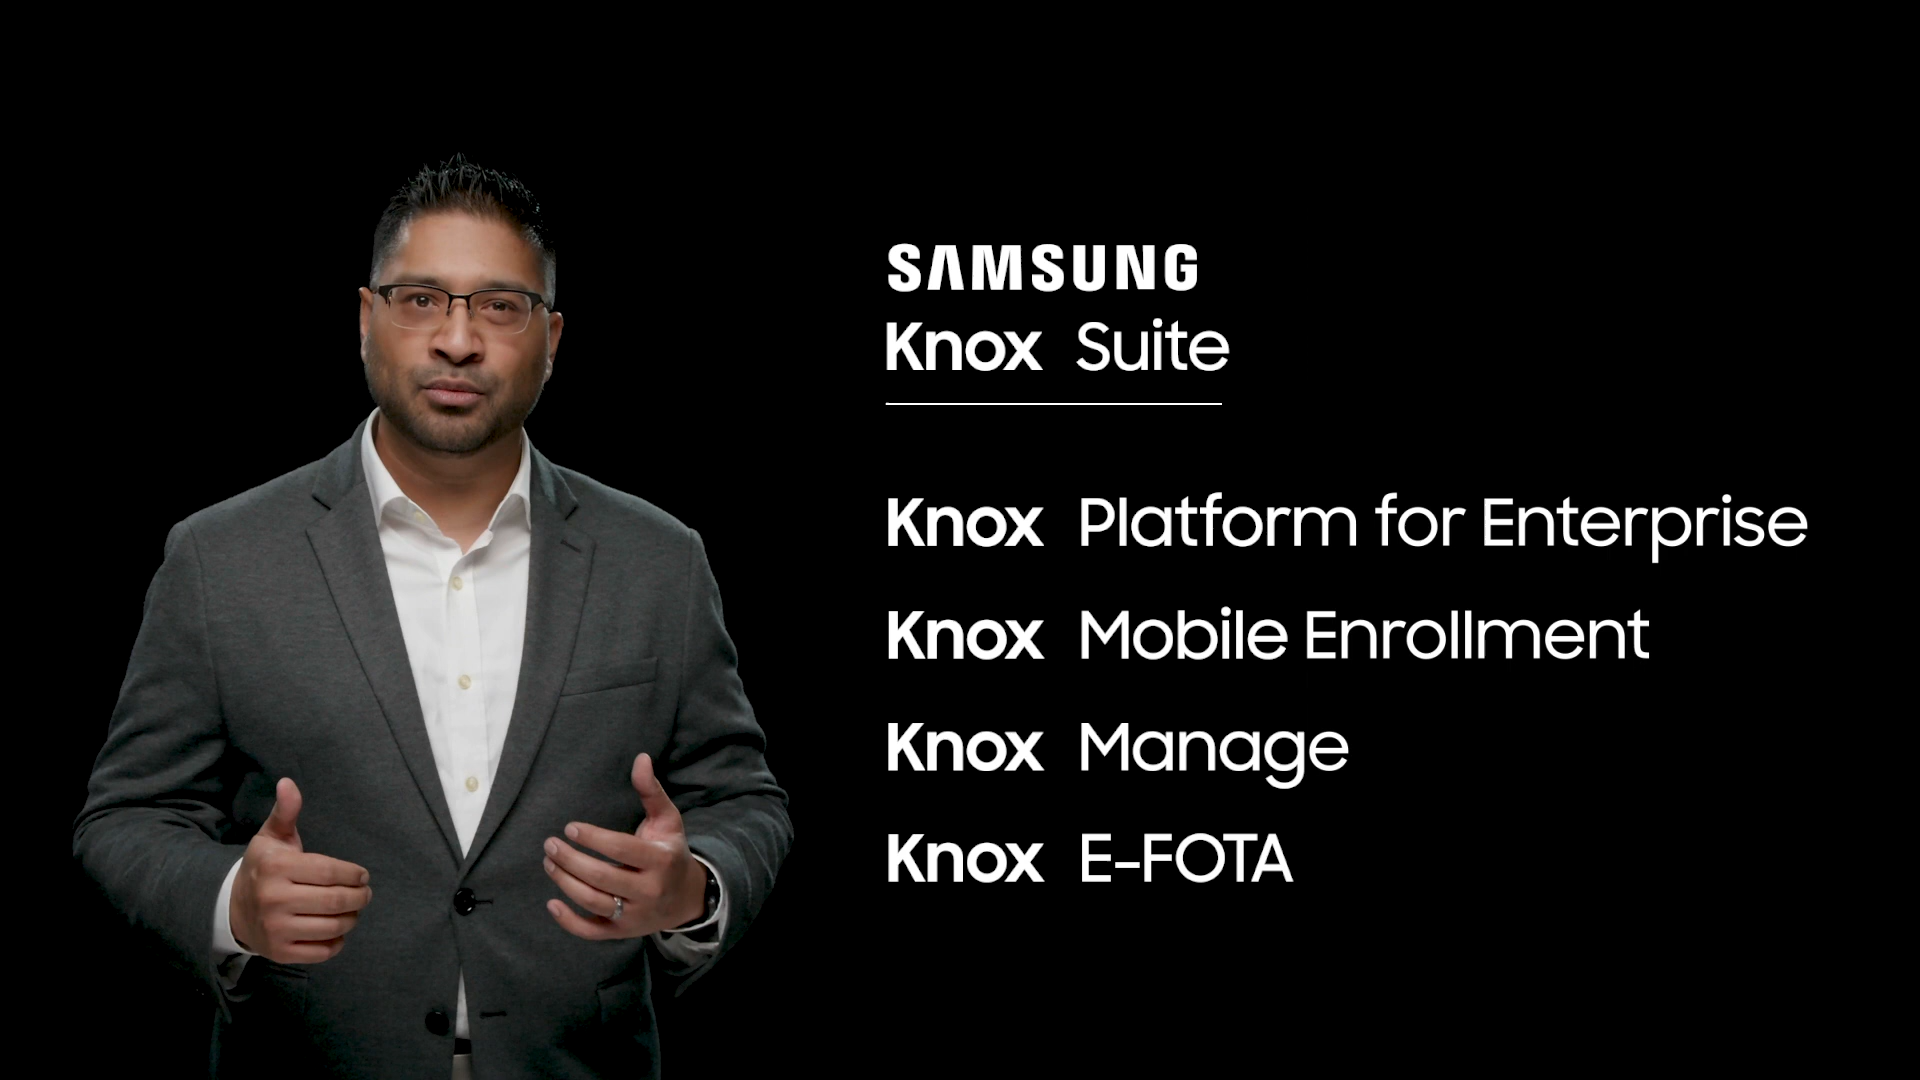 SAMSUNG
Knox Suite
Knox Platform for Enterprise
Knox Mobile Enrollment
Knox Manage
Knox E-FOTA